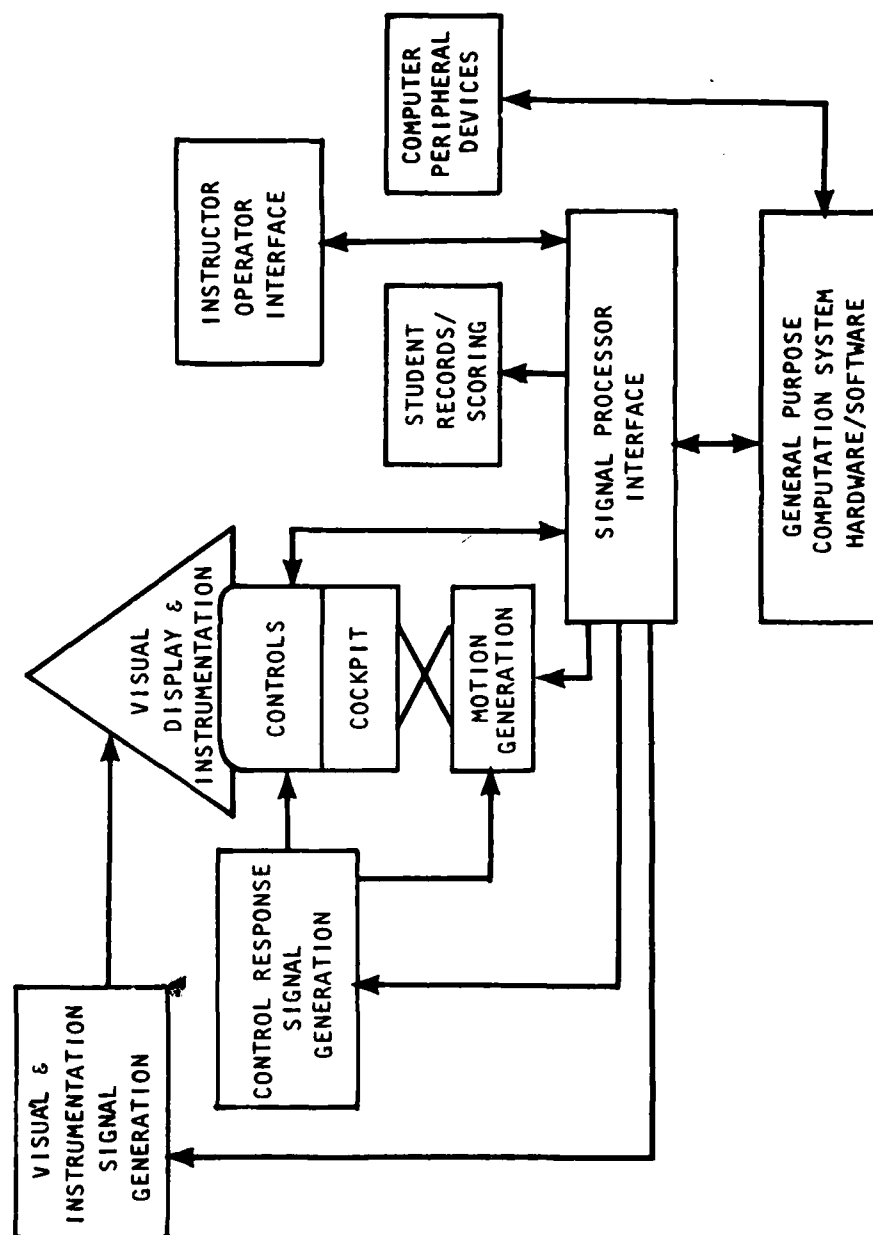 VISUAL &
INSTRUMENTATION
SIGNAL
GENERATION
VISUAL
DISPLAY &
INSTRUMENTATION
CONTROL RESPONSE
SIGNAL
GENERATION
CONTROLS
COCKPIT
MOTION
GENERATION
INSTRUCTOR
OPERATOR
INTERFACE
STUDENT
RECORDS/
SCORING
COMPUTER
PERIPHERAL
DEVICES
SIGNAL PROCESSOR
INTERFACE
GENERAL PURPOSE
COMPUTATION SYSTEM
HARDWARE/SOFTWARE